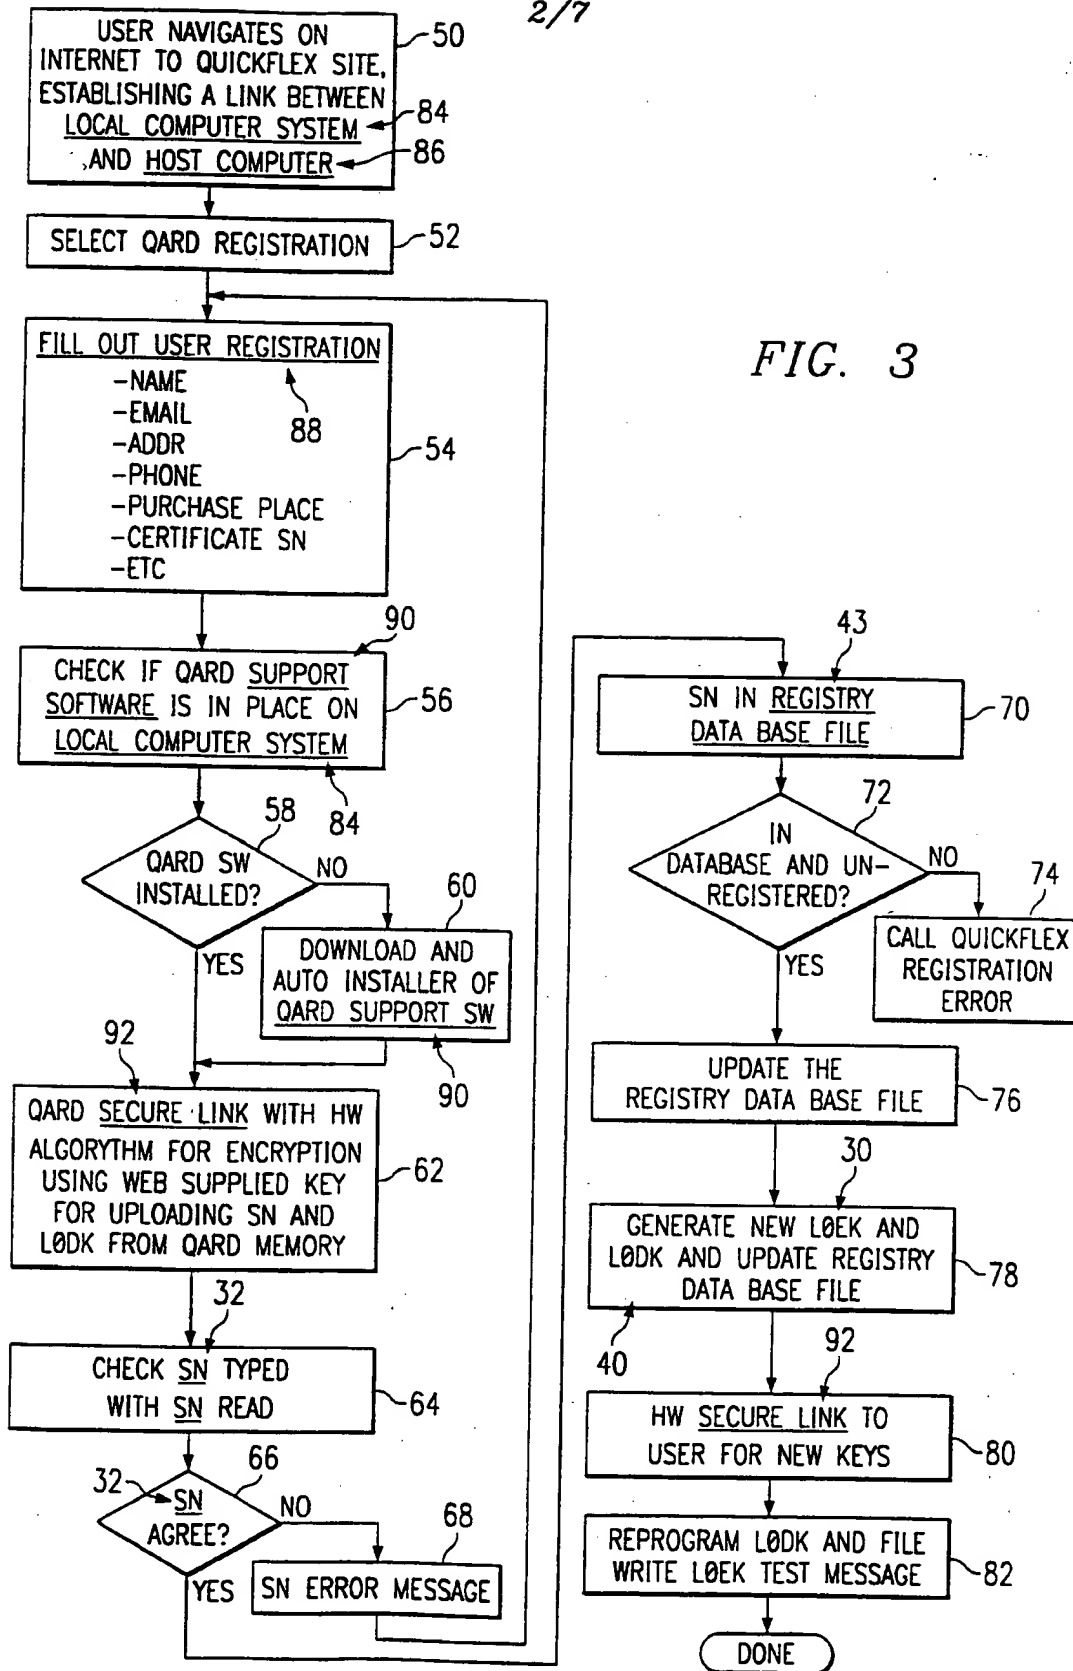 2/7
USER NAVIGATES ON
INTERNET TO QUICKFLEX SITE,
ESTABLISHING A LINK BETWEEN
LOCAL COMPUTER SYSTEM
AND HOST COMPUTER
50
84
86
SELECT QARD REGISTRATION
52
FILL OUT USER REGISTRATION
-NAME
-EMAIL
-ADDR
-PHONE
-PURCHASE PLACE
-CERTIFICATE SN
-ETC
88
54
FIG. 3
90
CHECK IF QARD SUPPORT
SOFTWARE IS IN PLACE ON
LOCAL COMPUTER SYSTEM
56
84
58
QARD SW
INSTALLED?
NO
YES
60
DOWNLOAD AND
AUTO INSTALLER OF
QARD SUPPORT SW
90
92
QARD SECURE LINK WITH HW
ALGORYTHM FOR ENCRYPTION
USING WEB SUPPLIED KEY
FOR UPLOADING SN AND
L0DK FROM QARD MEMORY
62
32
CHECK SN TYPED
WITH SN READ
64
66
32
SN
AGREE?
NO
YES
68
SN ERROR MESSAGE
43
SN IN REGISTRY
DATA BASE FILE
70
72
IN
DATABASE AND UN-
REGISTERED?
NO
YES
74
CALL QUICKFLEX
REGISTRATION
ERROR
UPDATE THE
REGISTRY DATA BASE FILE
76
30
GENERATE NEW L0EK AND
L0DK AND UPDATE REGISTRY
DATA BASE FILE
78
40
92
HW SECURE LINK TO
USER FOR NEW KEYS
80
REPROGRAM L0DK AND FILE
WRITE L0EK TEST MESSAGE
82
DONE